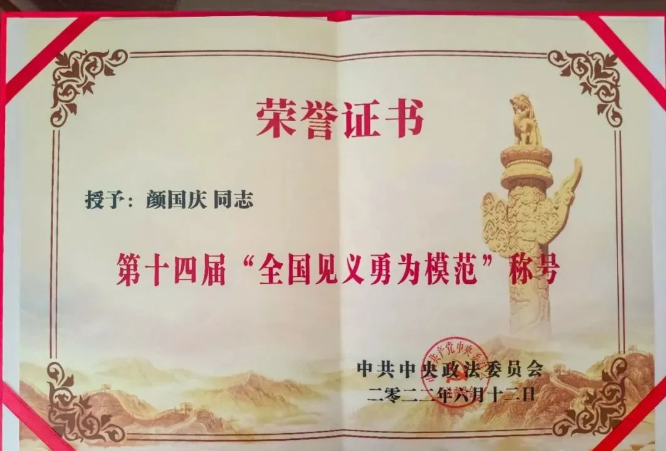 荣誉证书
授予：颜国庆 同志
第十四届“全国见义勇为模范”称号
中共中央政法委员会
二零二二年六月十二日